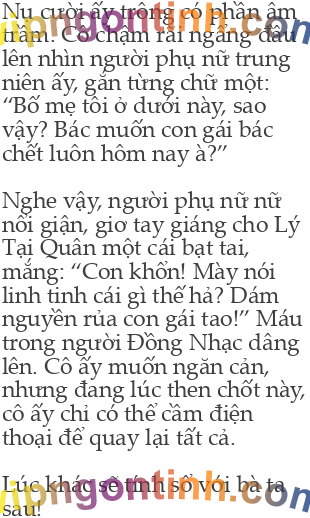 Nụ cười ấy trông có phần âm
trầm. Cô chậm rãi ngẩng đầu
lên nhìn người phụ nữ trung
niên ấy, gắn từng chữ một:
“Bố mẹ tôi ở dưới này, sao
vậy? Bác muốn con gái bác
chết luôn hôm nay à?”
Nghe vậy, người phụ nữ nữ
nổi giận, giơ tay giáng cho Lý
Tại Quân một cái bạt tai,
mắng: “Con khổn! Mày nói
linh tinh cái gì thế hả? Dám
nguyền rủa con gái tao!” Máu
trong người Đồng Nhạc dâng
lên. Cô ấy muốn ngăn cản,
nhưng đang lúc then chốt này,
cô ấy chỉ có thể cầm điện
thoại để quay lại tất cả.
Lúc khác sẽ tính sổ với bà ta
sau!
vipngontinh.com
vipngontinh.com